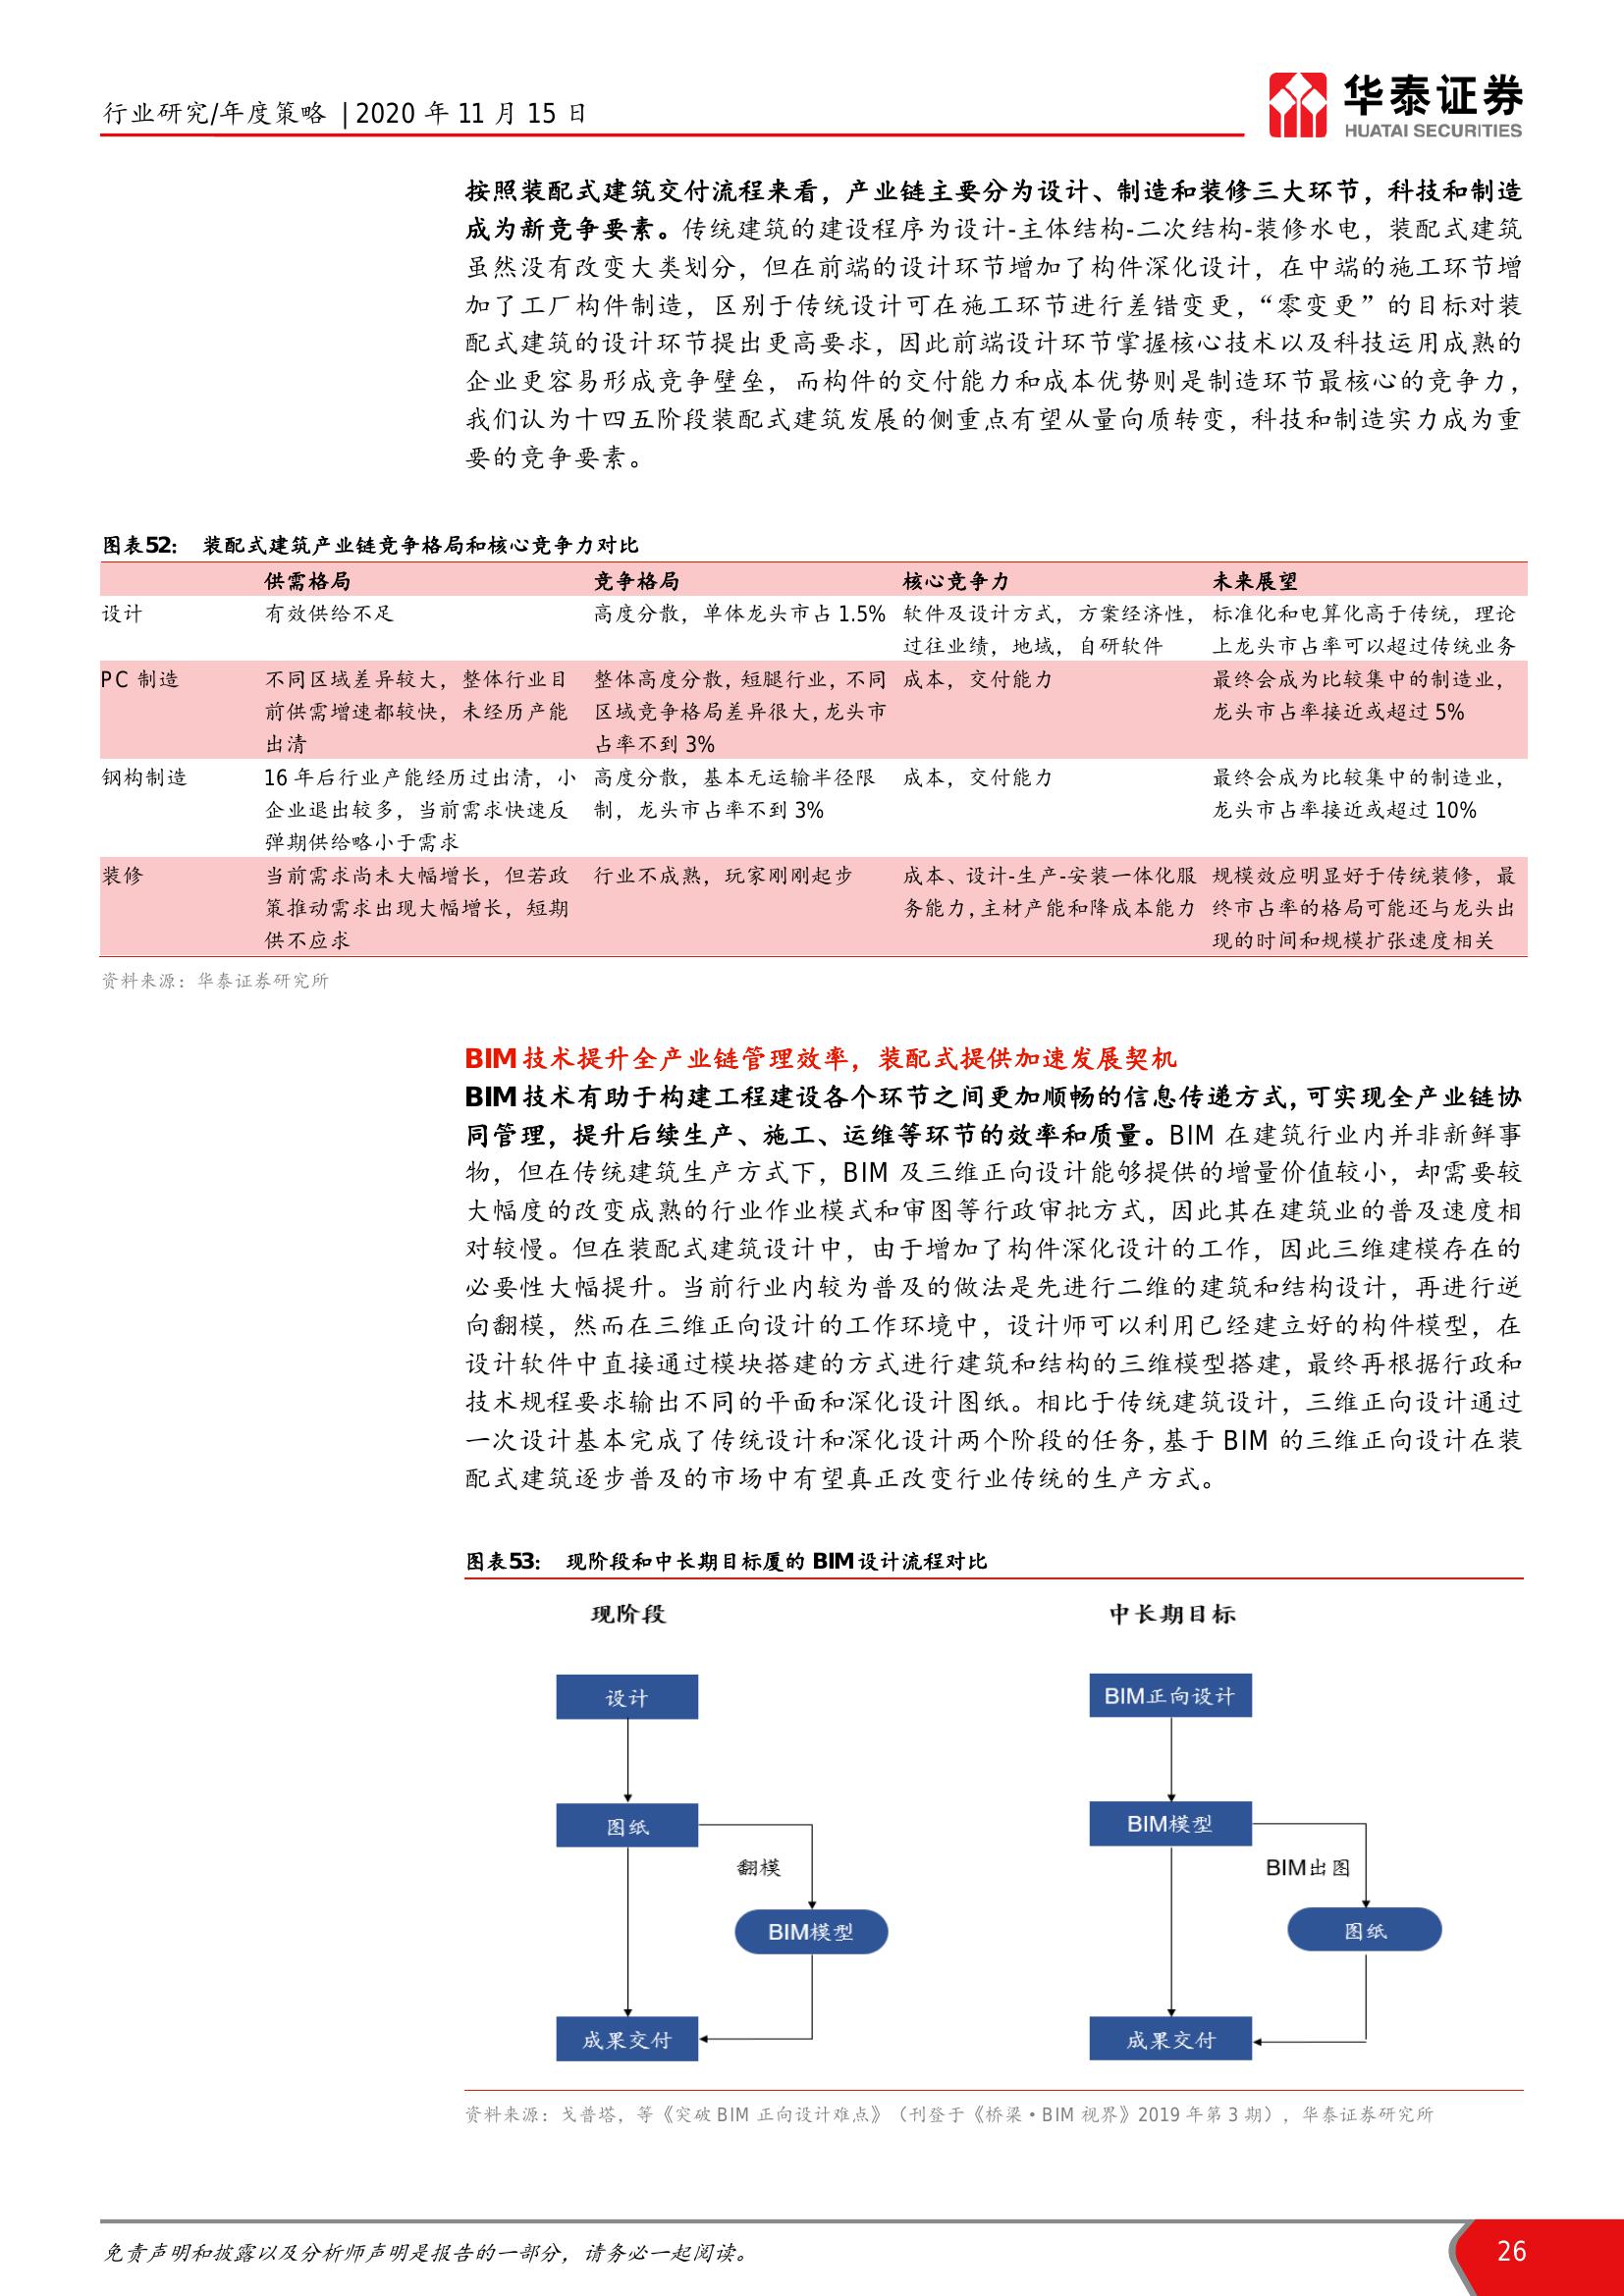 行业研究/年度策略 | 2020 年 11 月 15 日
华泰证券
HUATAI SECURITIES
按照装配式建筑交付流程来看，产业链主要分为设计、制造和装修三大环节，科技和制造
成为新竞争要素。传统建筑的建设程序为设计-主体结构-二次结构-装修水电，装配式建筑
虽然没有改变大类划分，但在前端的设计环节增加了构件深化设计，在中端的施工环节增
加了工厂构件制造，区别于传统设计可在施工环节进行差错变更，“零变更”的目标对装
配式建筑的设计环节提出更高要求，因此前端设计环节掌握核心技术以及科技运用成熟的
企业更容易形成竞争壁垒，而构件的交付能力和成本优势则是制造环节最核心的竞争力，
我们认为十四五阶段装配式建筑发展的侧重点有望从量向质转变，科技和制造实力成为重
要的竞争要素。
图表52： 装配式建筑产业链竞争格局和核心竞争力对比
供需格局 竞争格局 核心竞争力 未来展望
设计 有效供给不足 高度分散，单体龙头市占 1.5% 软件及设计方式，方案经济性， 标准化和电算化高于传统，理论
过往业绩，地域，自研软件 上龙头市占率可以超过传统业务
PC 制造 不同区域差异较大，整体行业目 整体高度分散，短腿行业，不同 成本，交付能力 最终会成为比较集中的制造业，
前供需增速都较快，未经历产能 区域竞争格局差异很大，龙头市 龙头市占率接近或超过 5%
出清 占率不到 3%
钢构制造 16 年后行业产能经历过出清，小 高度分散，基本无运输半径限 成本，交付能力 最终会成为比较集中的制造业，
企业退出较多，当前需求快速反 制，龙头市占率不到 3% 龙头市占率接近或超过 10%
弹期供给略小于需求
装修 当前需求尚未大幅增长，但若政 行业不成熟，玩家刚刚起步 成本、设计-生产-安装一体化服 规模效应明显好于传统装修，最
策推动需求出现大幅增长，短期 务能力，主材产能和降成本能力 终市占率的格局可能还与龙头出
供不应求 现的时间和规模扩张速度相关
资料来源：华泰证券研究所
BIM 技术提升全产业链管理效率，装配式提供加速发展契机
BIM 技术有助于构建工程建设各个环节之间更加顺畅的信息传递方式，可实现全产业链协
同管理，提升后续生产、施工、运维等环节的效率和质量。BIM 在建筑行业内并非新鲜事
物，但在传统建筑生产方式下，BIM 及三维正向设计能够提供的增量价值较小，却需要较
大幅度的改变成熟的行业作业模式和审图等行政审批方式，因此其在建筑业的普及速度相
对较慢。但在装配式建筑设计中，由于增加了构件深化设计的工作，因此三维建模存在的
必要性大幅提升。当前行业内较为普及的做法是先进行二维的建筑和结构设计，再进行逆
向翻模，然而在三维正向设计的工作环境中，设计师可以利用已经建立好的构件模型，在
设计软件中直接通过模块搭建的方式进行建筑和结构的三维模型搭建，最终再根据行政和
技术规程要求输出不同的平面和深化设计图纸。相比于传统建筑设计，三维正向设计通过
一次设计基本完成了传统设计和深化设计两个阶段的任务，基于 BIM 的三维正向设计在装
配式建筑逐步普及的市场中有望真正改变行业传统的生产方式。
图表53： 现阶段和中长期目标厦的 BIM 设计流程对比
现阶段 中长期目标
设计 BIM正向设计
图纸 BIM模型
翻模 BIM出图
BIM模型 图纸
成果交付 成果交付
资料来源：戈普塔，等《突破 BIM 正向设计难点》（刊登于《桥梁·BIM 视界》2019 年第 3 期），华泰证券研究所
免责声明和披露以及分析师声明是报告的一部分，请务必一起阅读。
26